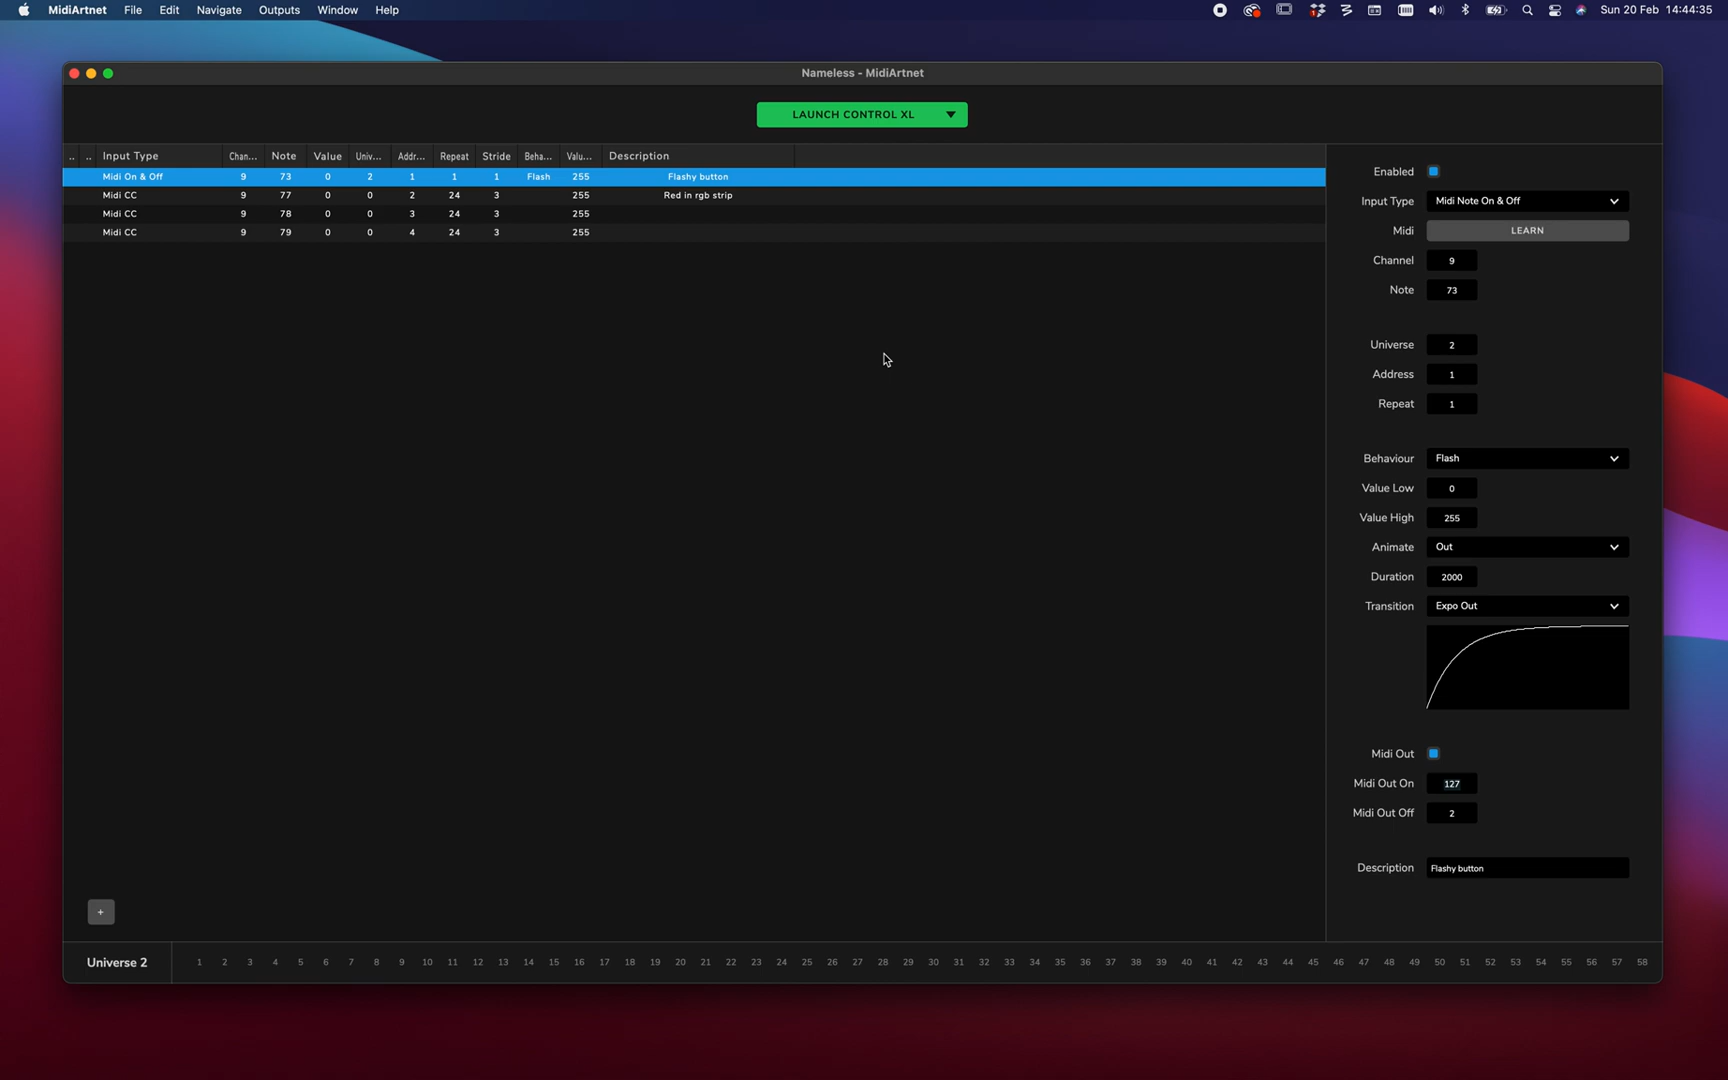 MidiArtnet File Edit Navigate Outputs Window Help Sun 20 Feb 14:44:35
Nameless - MidiArtnet
LAUNCH CONTROL XL
.. .. Input Type Chan... Note Value Univ... Addr... Repeat Stride Beha... Valu... Description
Midi On & Off 9 73 0 2 1 1 1 Flash 255 Flashy button
Midi CC 9 77 0 0 2 24 3 255 Red in rgb strip
Midi CC 9 78 0 0 3 24 3 255
Midi CC 9 79 0 0 4 24 3 255
Enabled
Input Type Midi Note On & Off
Midi LEARN
Channel 9
Note 73
Universe 2
Address 1
Repeat 1
Behaviour Flash
Value Low 0
Value High 255
Animate Out
Duration 2000
Transition Expo Out
Midi Out
Midi Out On 127
Midi Out Off 2
Description Flashy button
+
Universe 2 1 2 3 4 5 6 7 8 9 10 11 12 13 14 15 16 17 18 19 20 21 22 23 24 25 26 27 28 29 30 31 32 33 34 35 36 37 38 39 40 41 42 43 44 45 46 47 48 49 50 51 52 53 54 55 56 57 58